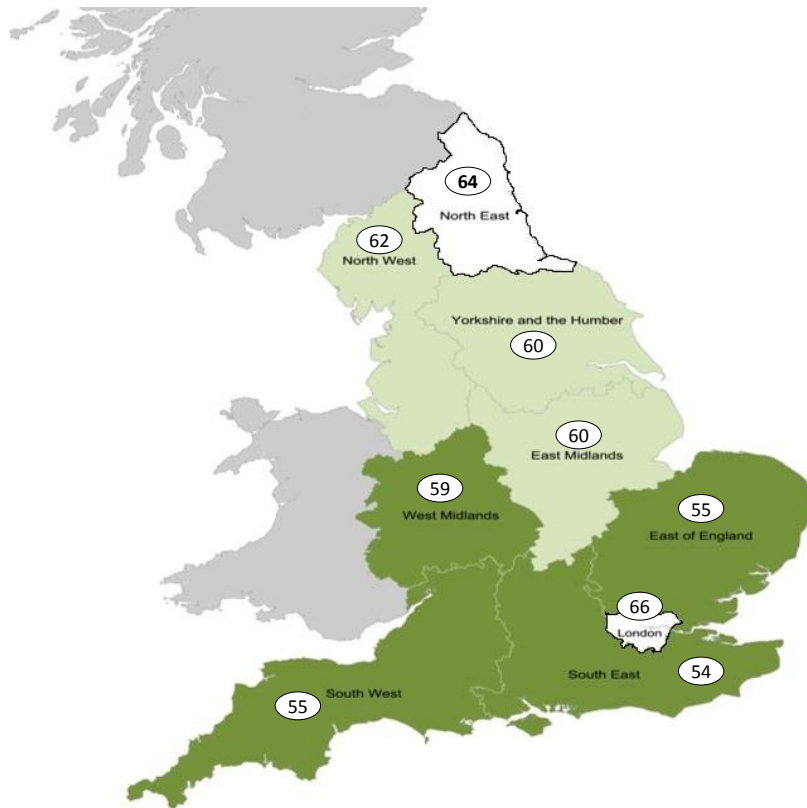 64
North East
62
North West
Yorkshire and the Humber
60
60
East Midlands
59
West Midlands
55
East of England
66
London
54
South East
55
South West